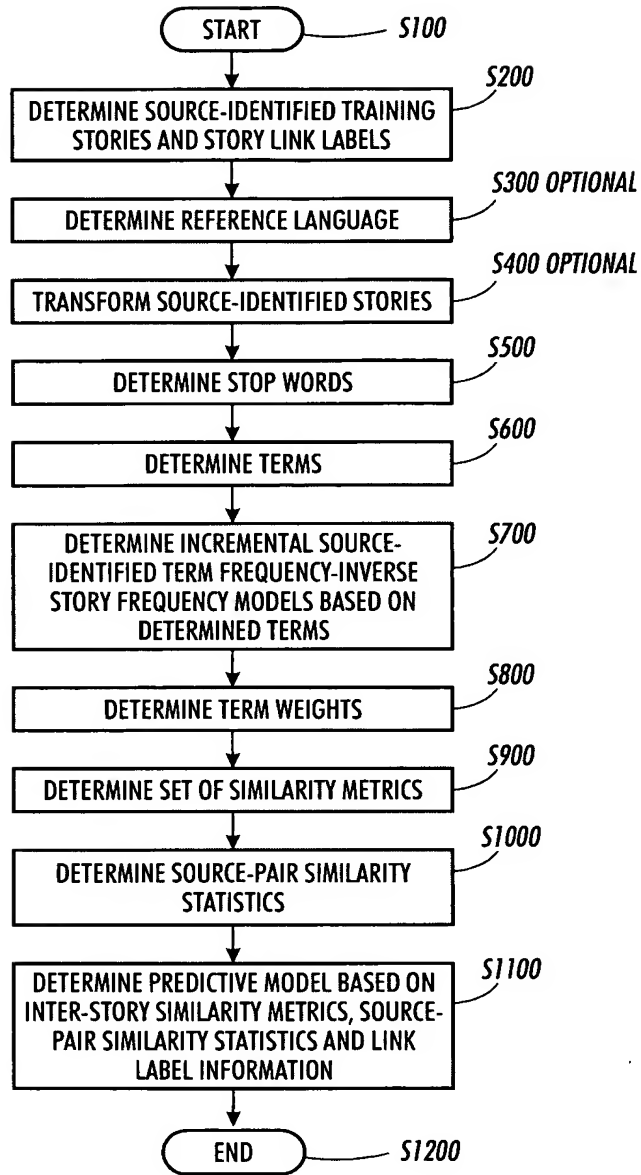 START
S100
S200
DETERMINE SOURCE-IDENTIFIED TRAINING
STORIES AND STORY LINK LABELS
S300 OPTIONAL
DETERMINE REFERENCE LANGUAGE
S400 OPTIONAL
TRANSFORM SOURCE-IDENTIFIED STORIES
S500
DETERMINE STOP WORDS
S600
DETERMINE TERMS
S700
DETERMINE INCREMENTAL SOURCE-
IDENTIFIED TERM FREQUENCY-INVERSE
STORY FREQUENCY MODELS BASED ON
DETERMINED TERMS
S800
DETERMINE TERM WEIGHTS
S900
DETERMINE SET OF SIMILARITY METRICS
S1000
DETERMINE SOURCE-PAIR SIMILARITY
STATISTICS
S1100
DETERMINE PREDICTIVE MODEL BASED ON
INTER-STORY SIMILARITY METRICS, SOURCE-
PAIR SIMILARITY STATISTICS AND LINK
LABEL INFORMATION
END
S1200